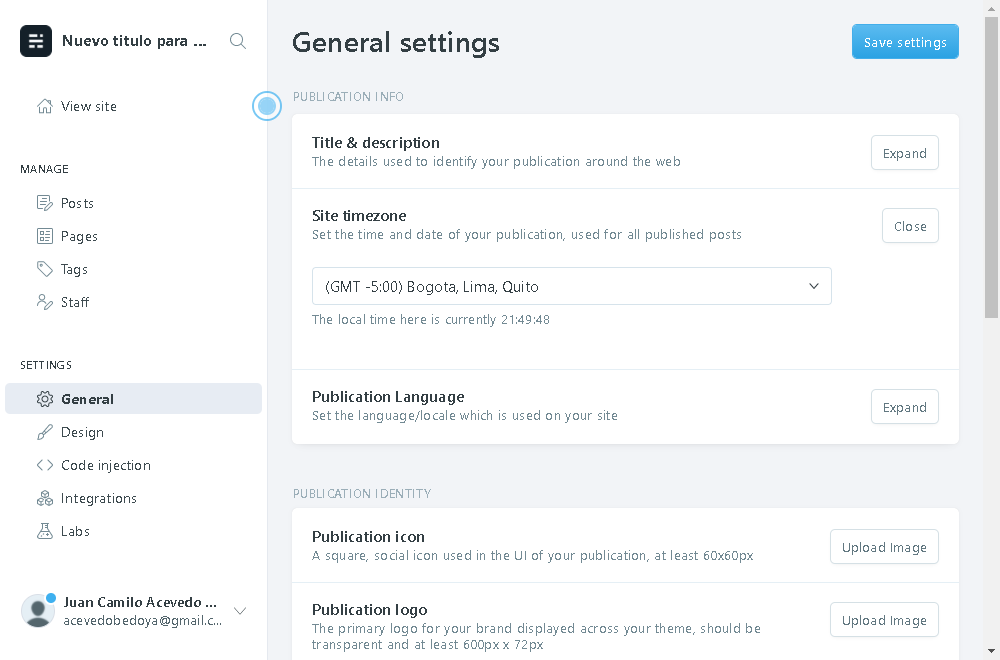 Nuevo titulo para ...
View site
MANAGE
Posts
Pages
Tags
Staff
SETTINGS
General
Design
Code injection
Integrations
Labs
Juan Camilo Acevedo ...
acevedobedoya@gmail.c...
General settings
Save settings
PUBLICATION INFO
Title & description
The details used to identify your publication around the web
Expand
Site timezone
Set the time and date of your publication, used for all published posts
Close
(GMT -5:00) Bogota, Lima, Quito
The local time here is currently 21:49:48
Publication Language
Set the language/locale which is used on your site
Expand
PUBLICATION IDENTITY
Publication icon
A square, social icon used in the UI of your publication, at least 60x60px
Upload Image
Publication logo
The primary logo for your brand displayed across your theme, should be
transparent and at least 600px x 72px
Upload Image